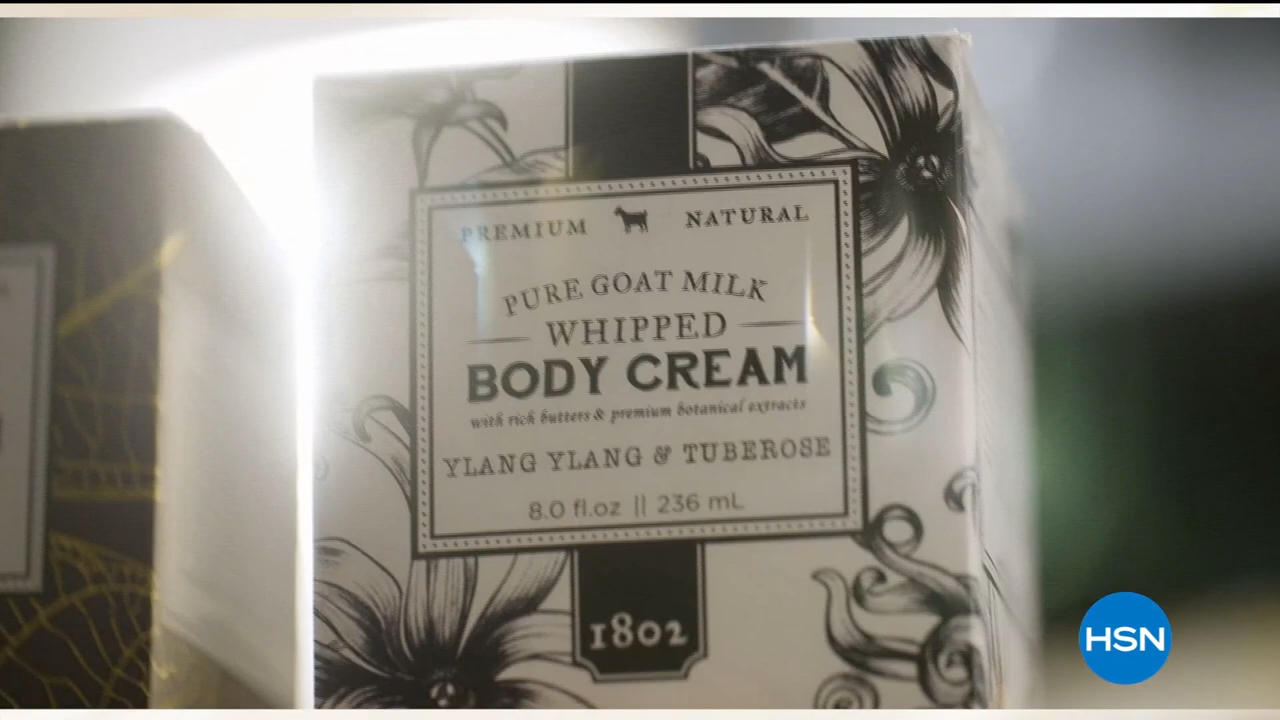 PREMIUM NATURAL
PURE GOAT MILK
WHIPPED
BODY CREAM
with rich butters & premium botanical extracts
YLANG YLANG & TUBEROSE
8.0 fl.oz || 236 mL
1802
HSN